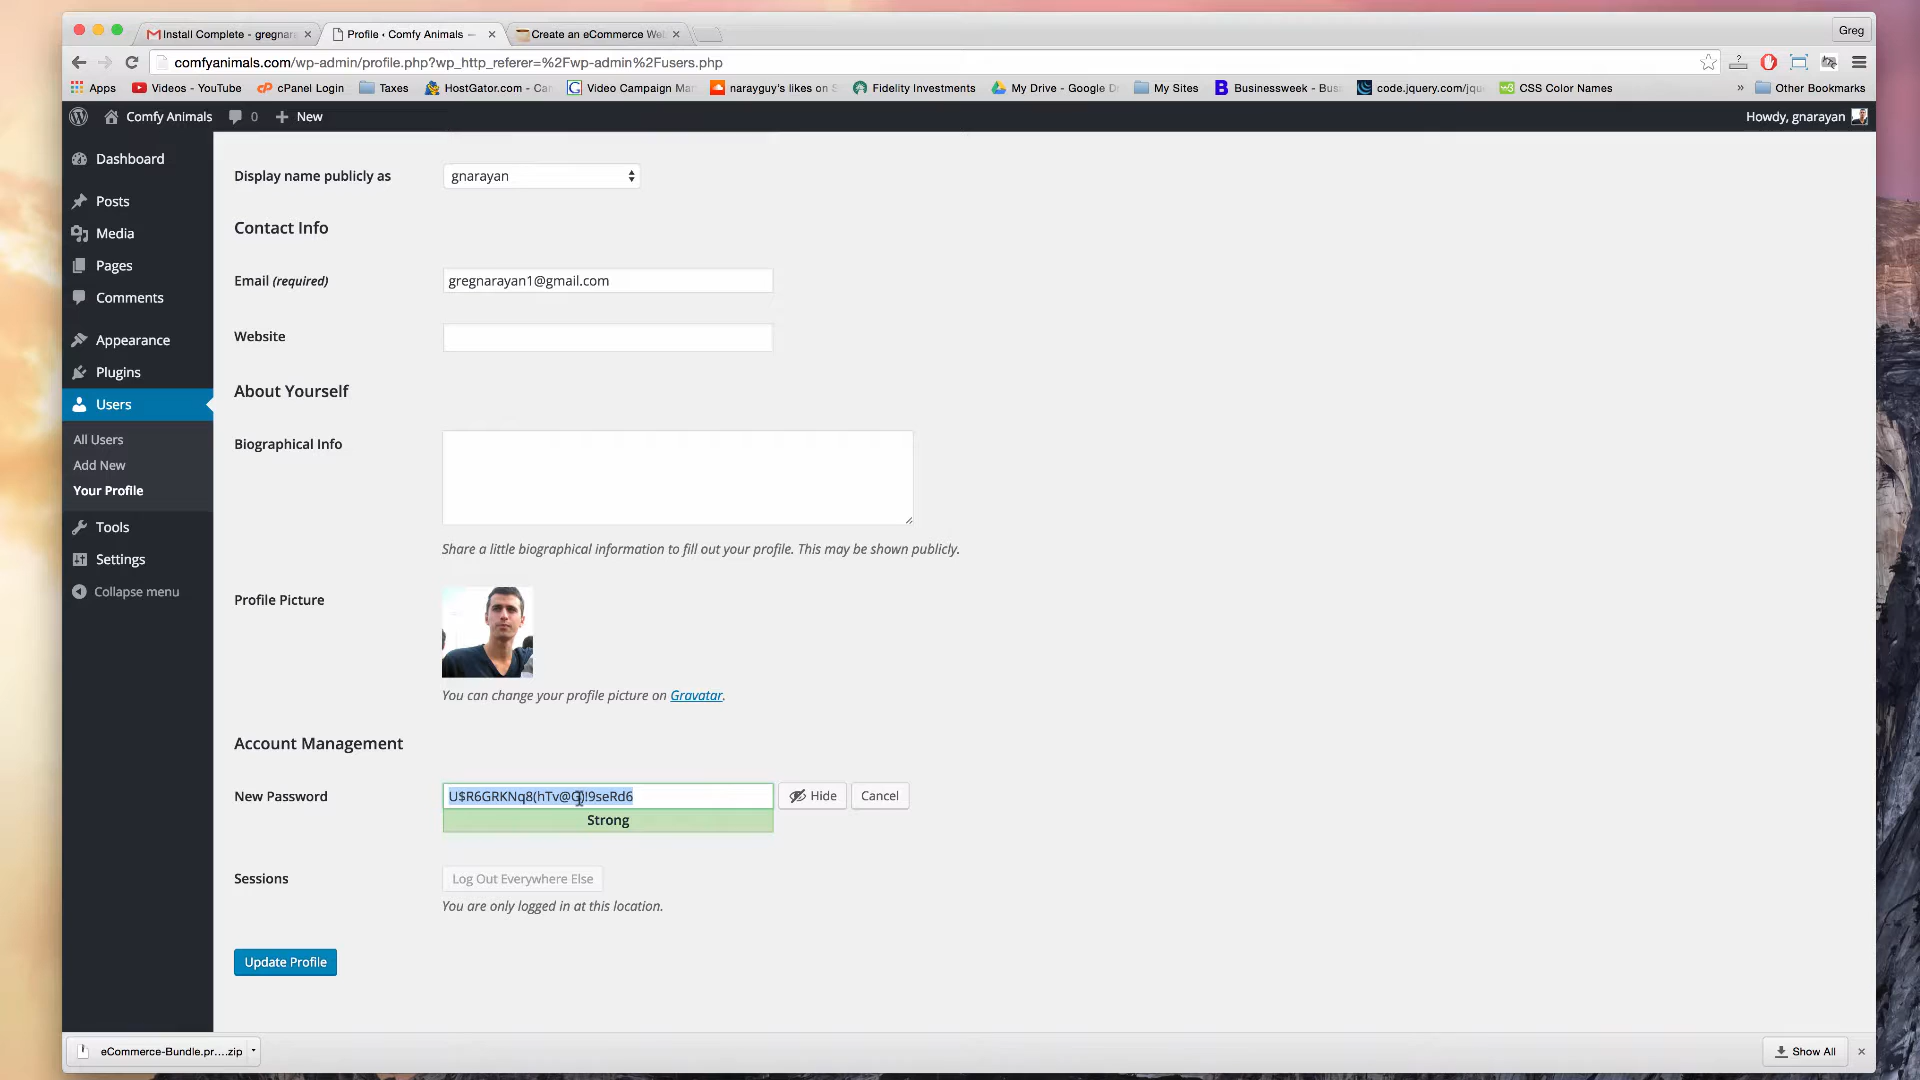 Install Complete - gregnara
Profile ‹ Comfy Animals —
Create an eCommerce We
Greg
comfyanimals.com/wp-admin/profile.php?wp_http_referer=%2Fwp-admin%2Fusers.php
Apps
Videos - YouTube
cPanel Login
Taxes
HostGator.com - Ca
Video Campaign Mar
narayguy's likes on S
Fidelity Investments
My Drive - Google D
My Sites
Businessweek - Bus
code.jquery.com/jqu
CSS Color Names
»
Other Bookmarks
Comfy Animals
0
New
Howdy, gnarayan
Dashboard
Posts
Media
Pages
Comments
Appearance
Plugins
Users
All Users
Add New
Your Profile
Tools
Settings
Collapse menu
Display name publicly as
gnarayan
Contact Info
Email (required)
gregnarayan1@gmail.com
Website
About Yourself
Biographical Info
Share a little biographical information to fill out your profile. This may be shown publicly.
Profile Picture
You can change your profile picture on Gravatar.
Account Management
New Password
U$R6GRKNq8(hTv@G)!9seRd6
Hide
Cancel
Strong
Sessions
Log Out Everywhere Else
You are only logged in at this location.
Update Profile
eCommerce-Bundle.pr....zip
Show All